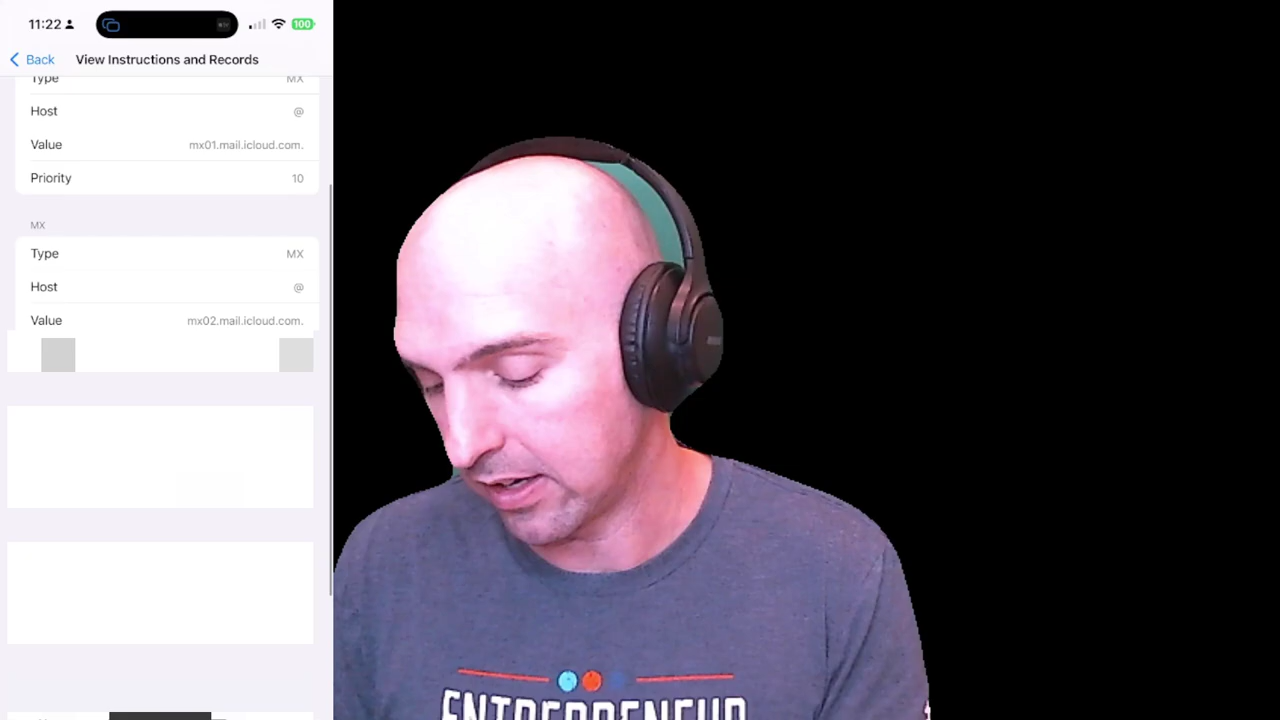 11:22
100
Back
View Instructions and Records
Type MX
Host @
Value mx01.mail.icloud.com.
Priority 10
MX
Type MX
Host @
Value mx02.mail.icloud.com.
ENTREPRENEUR